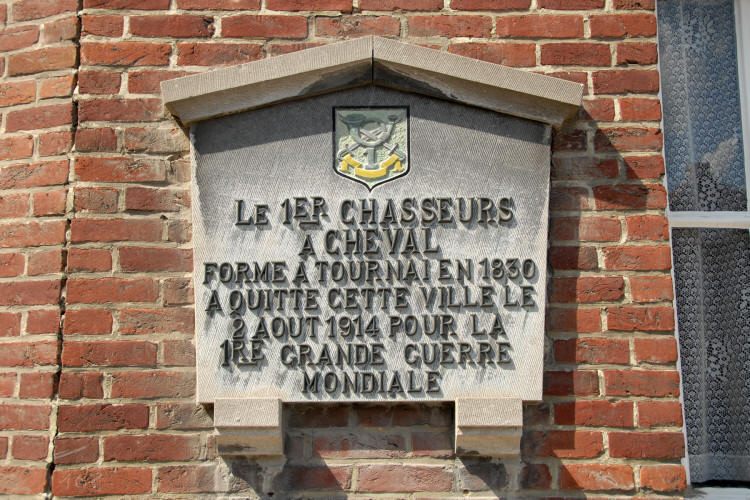 LE 1ER CHASSEURS
A CHEVAL
FORME A TOURNAI EN 1830
A QUITTE CETTE VILLE LE
2 AOUT 1914 POUR LA
1RE GRANDE GUERRE
MONDIALE